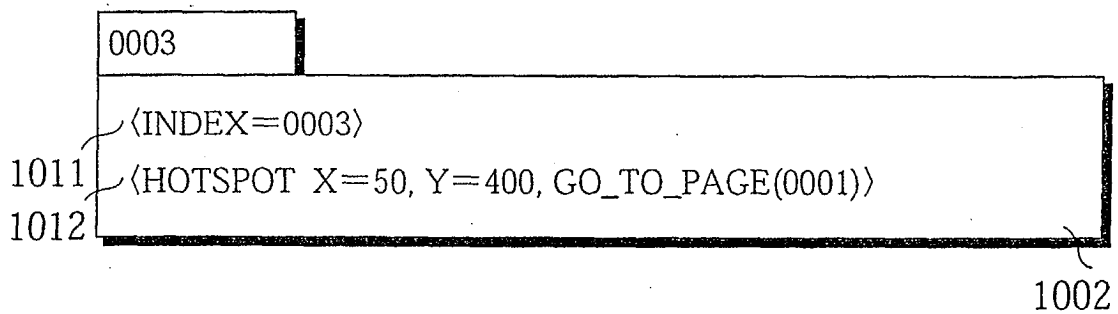 0003
⟨INDEX=0003⟩
1011
⟨HOTSPOT X=50, Y=400, GO_TO_PAGE(0001)⟩
1012
1002